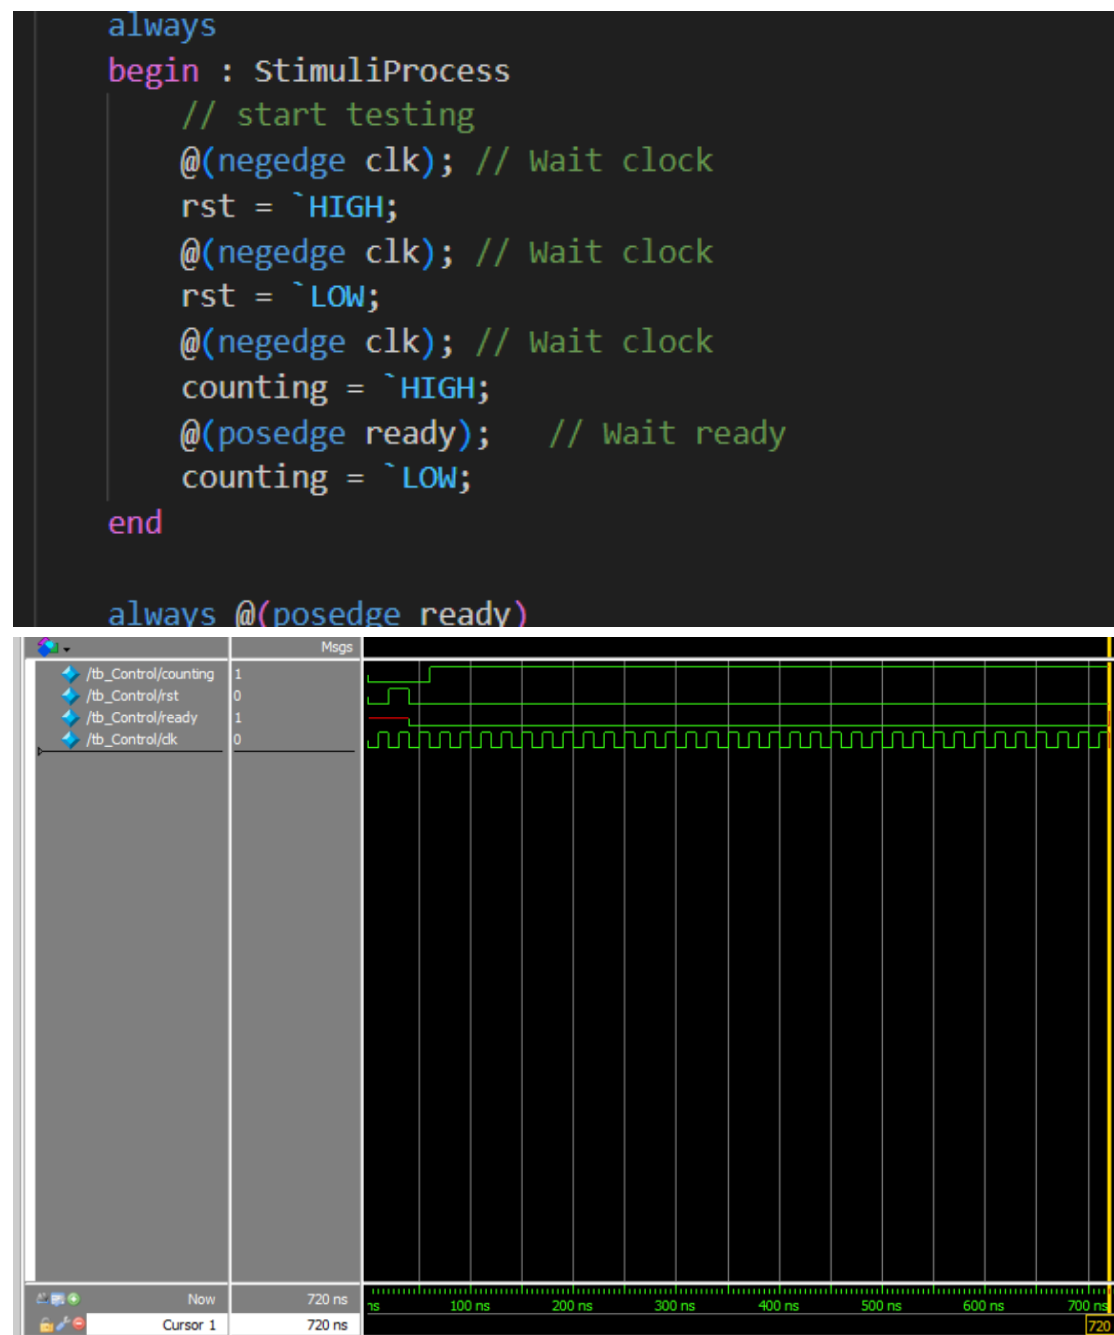 always
begin : StimuliProcess
// start testing
@(negedge clk); // Wait clock
rst = `HIGH;
@(negedge clk); // Wait clock
rst = `LOW;
@(negedge clk); // Wait clock
counting = `HIGH;
@(posedge ready); // Wait ready
counting = `LOW;
end
always @(posedge ready)
Msgs
/tb_Control/counting 1
/tb_Control/rst 0
/tb_Control/ready 1
/tb_Control/clk 0
Now 720 ns ns 100 ns 200 ns 300 ns 400 ns 500 ns 600 ns 700 ns
Cursor 1 720 ns 720